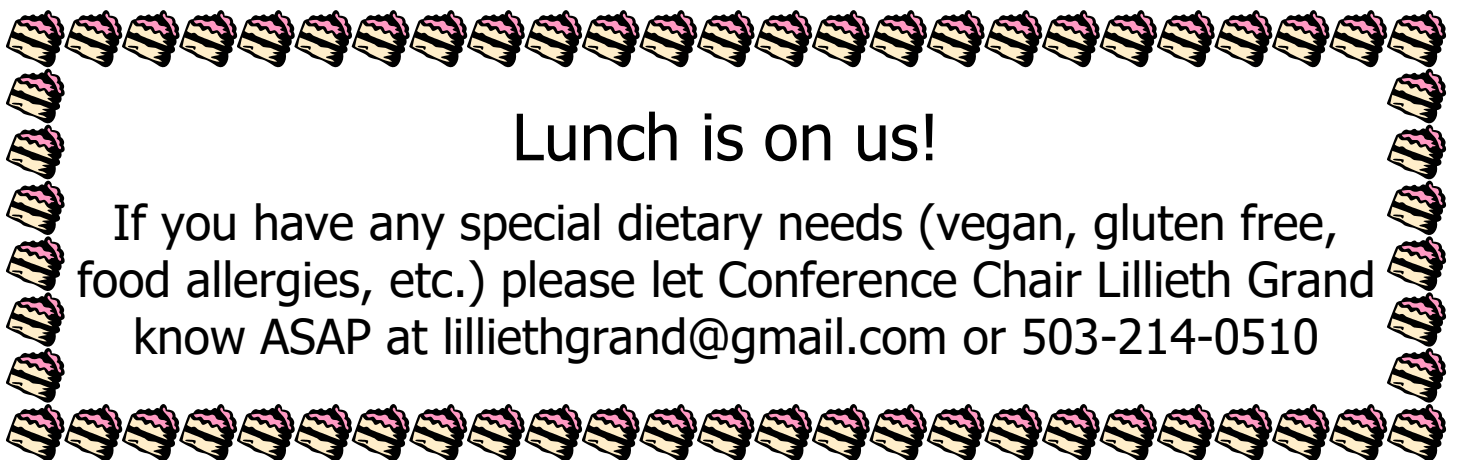 Lunch is on us!
If you have any special dietary needs (vegan, gluten free,
food allergies, etc.) please let Conference Chair Lillieth Grand
know ASAP at lilliethgrand@gmail.com or 503-214-0510